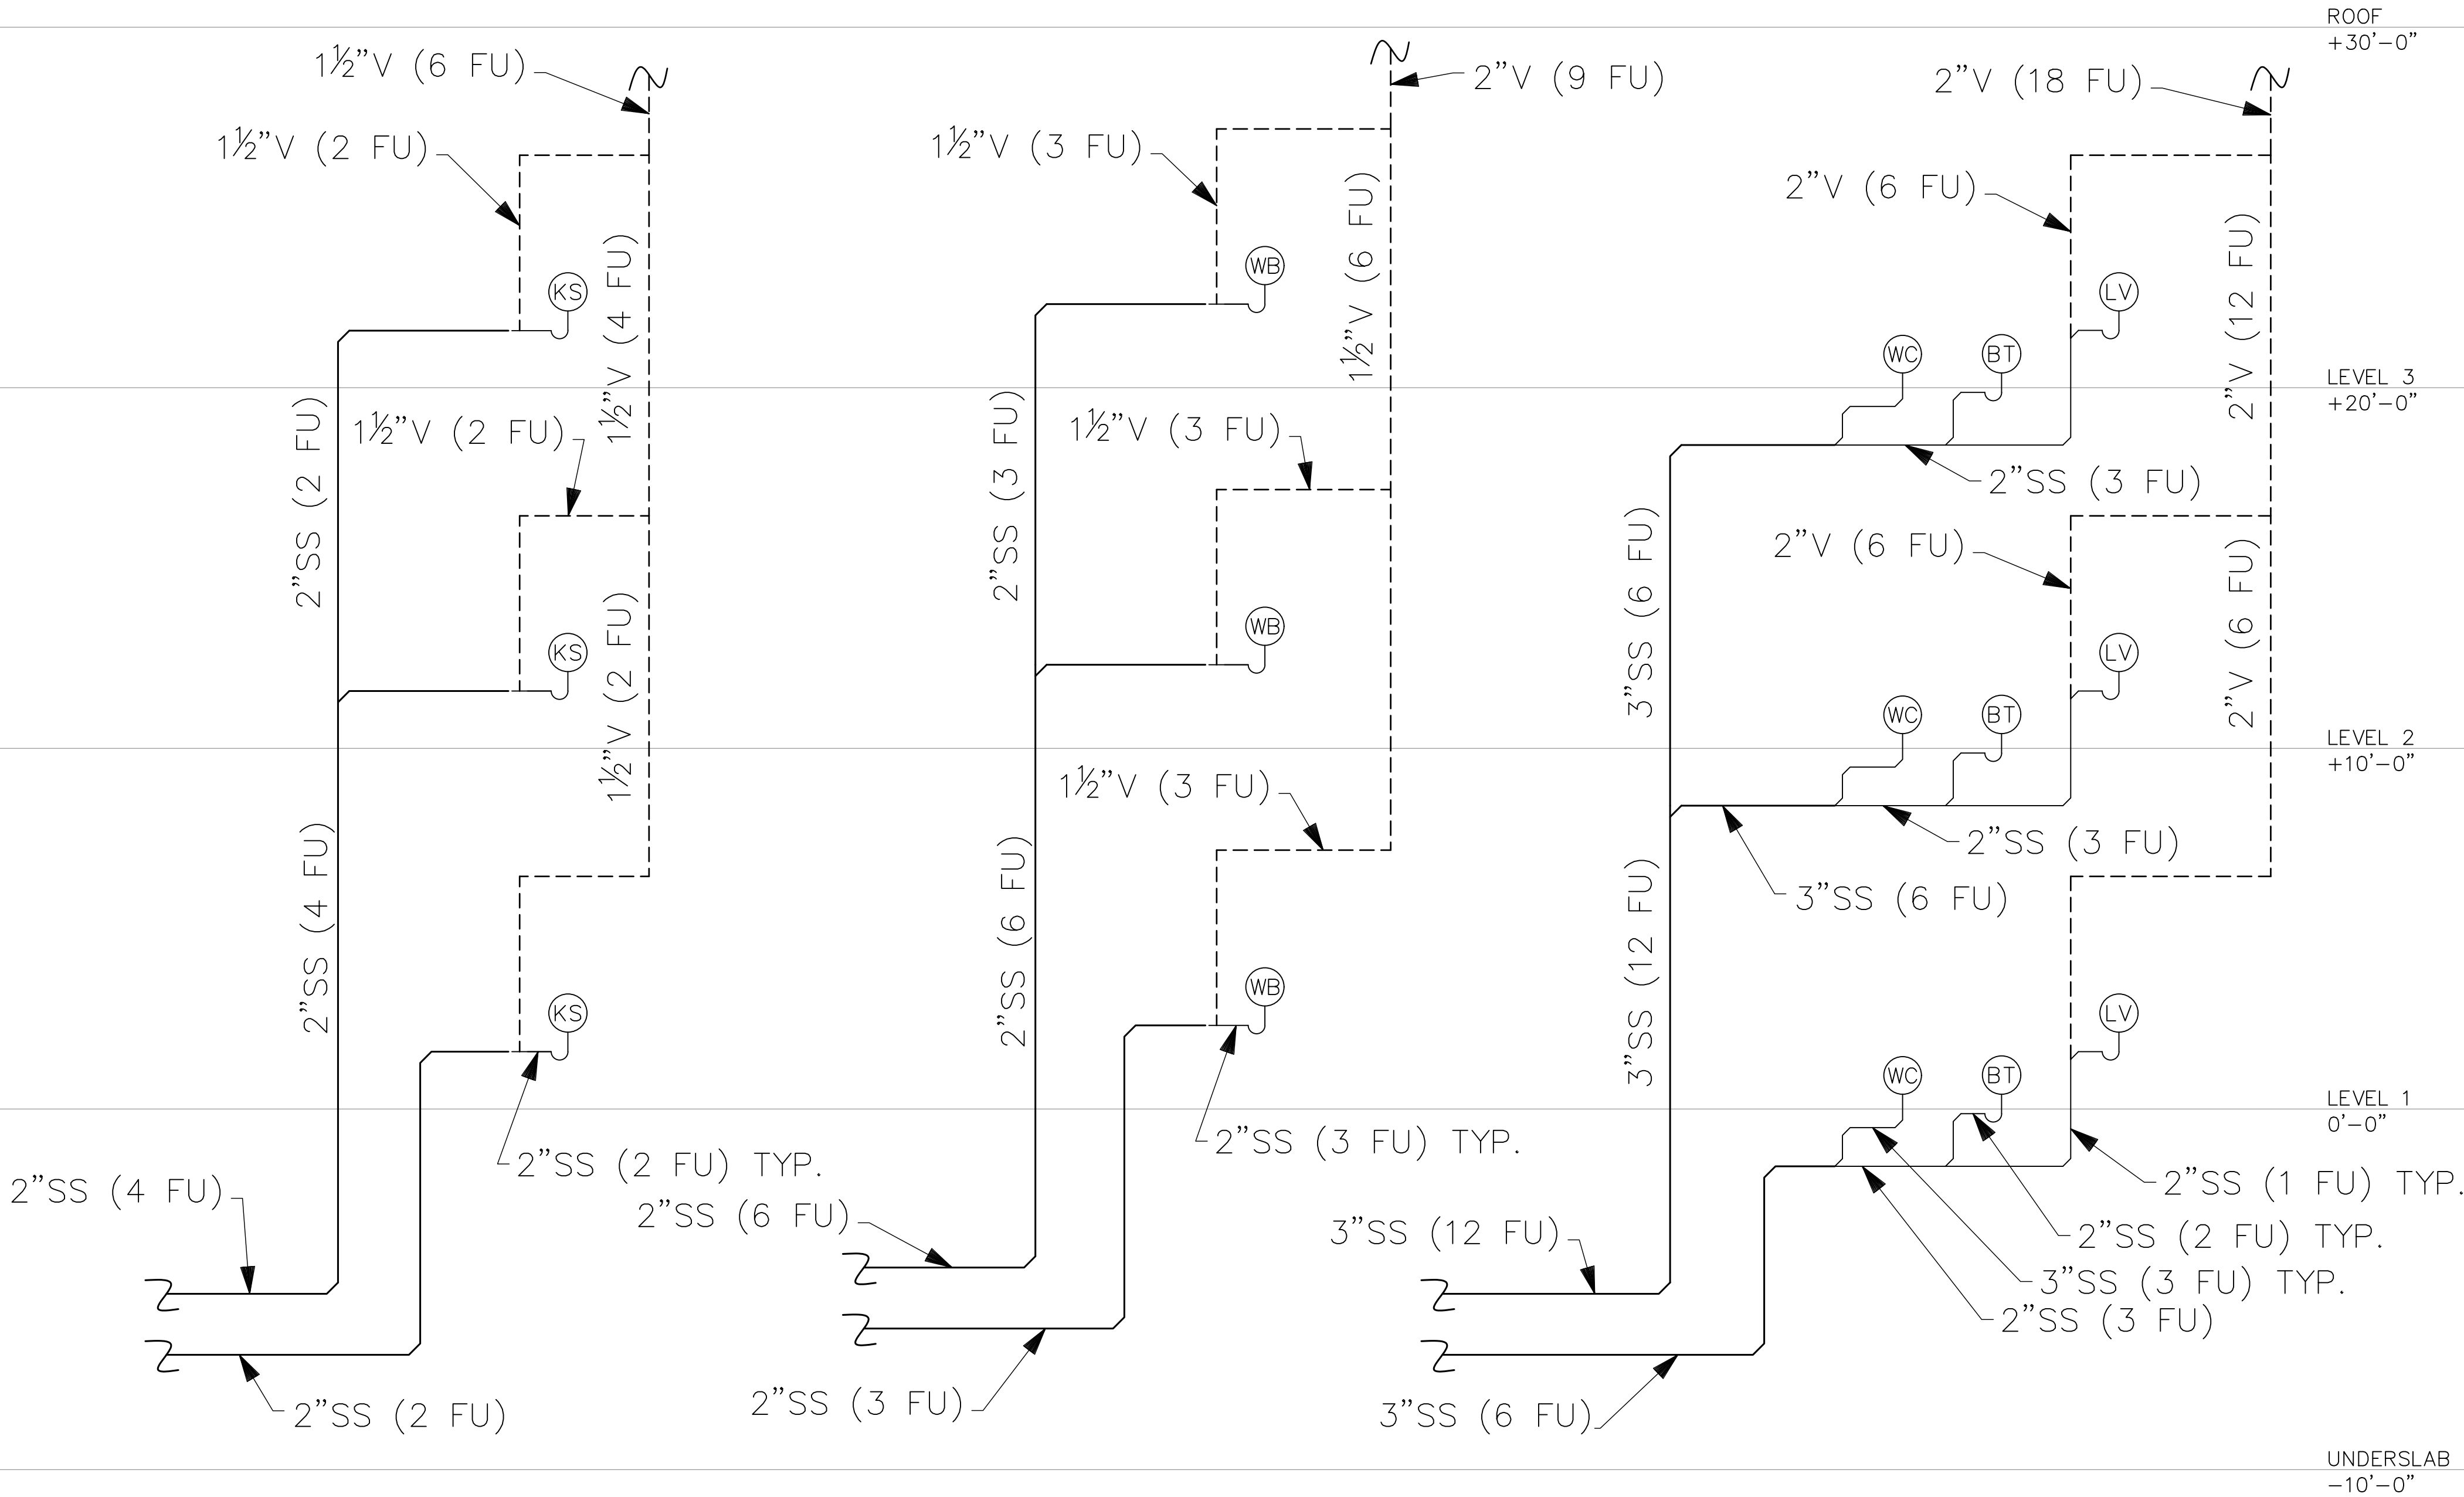 ROOF
+30'-0"
1½"V (6 FU)
2"V (9 FU)
2"V (18 FU)
1½"V (2 FU)
1½"V (3 FU)
2"V (6 FU)
KS
1½"V (4 FU)
WB
1½"V (6 FU)
LV
2"V (12 FU)
WC
BT
LEVEL 3
+20'-0"
2"SS (2 FU)
1½"V (2 FU)
2"SS (3 FU)
1½"V (3 FU)
2"SS (3 FU)
3"SS (6 FU)
2"V (6 FU)
2"V (6 FU)
KS
1½"V (2 FU)
WB
LV
WC
BT
LEVEL 2
+10'-0"
1½"V (3 FU)
2"SS (3 FU)
3"SS (6 FU)
2"SS (4 FU)
2"SS (6 FU)
3"SS (12 FU)
KS
WB
LV
WC
BT
LEVEL 1
0'-0"
2"SS (2 FU) TYP.
2"SS (3 FU) TYP.
2"SS (1 FU) TYP.
2"SS (4 FU)
2"SS (6 FU)
3"SS (12 FU)
2"SS (2 FU) TYP.
3"SS (3 FU) TYP.
2"SS (3 FU)
2"SS (2 FU)
2"SS (3 FU)
3"SS (6 FU)
UNDERSLAB
-10'-0"